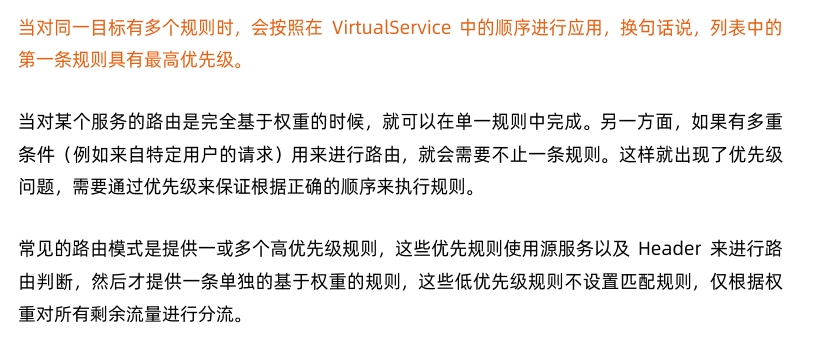 当对同一目标有多个规则时，会按照在 VirtualService 中的顺序进行应用，换句话说，列表中的
第一条规则具有最高优先级。
当对某个服务的路由是完全基于权重的时候，就可以在单一规则中完成。另一方面，如果有多重
条件（例如来自特定用户的请求）用来进行路由，就会需要不止一条规则。这样就出现了优先级
问题，需要通过优先级来保证根据正确的顺序来执行规则。
常见的路由模式是提供一或多个高优先级规则，这些优先规则使用源服务以及 Header 来进行路
由判断，然后才提供一条单独的基于权重的规则，这些低优先级规则不设置匹配规则，仅根据权
重对所有剩余流量进行分流。